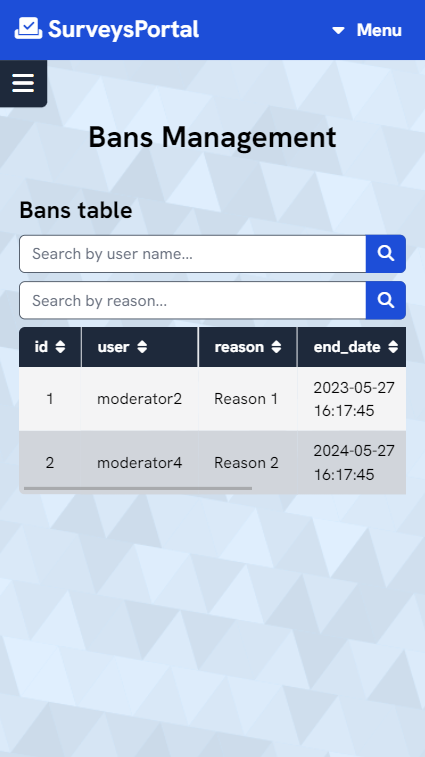 SurveysPortal
Menu
Bans Management
Bans table
Search by user name...
Search by reason...
id user reason end_date
1 moderator2 Reason 1 2023-05-27 16:17:45
2 moderator4 Reason 2 2024-05-27 16:17:45